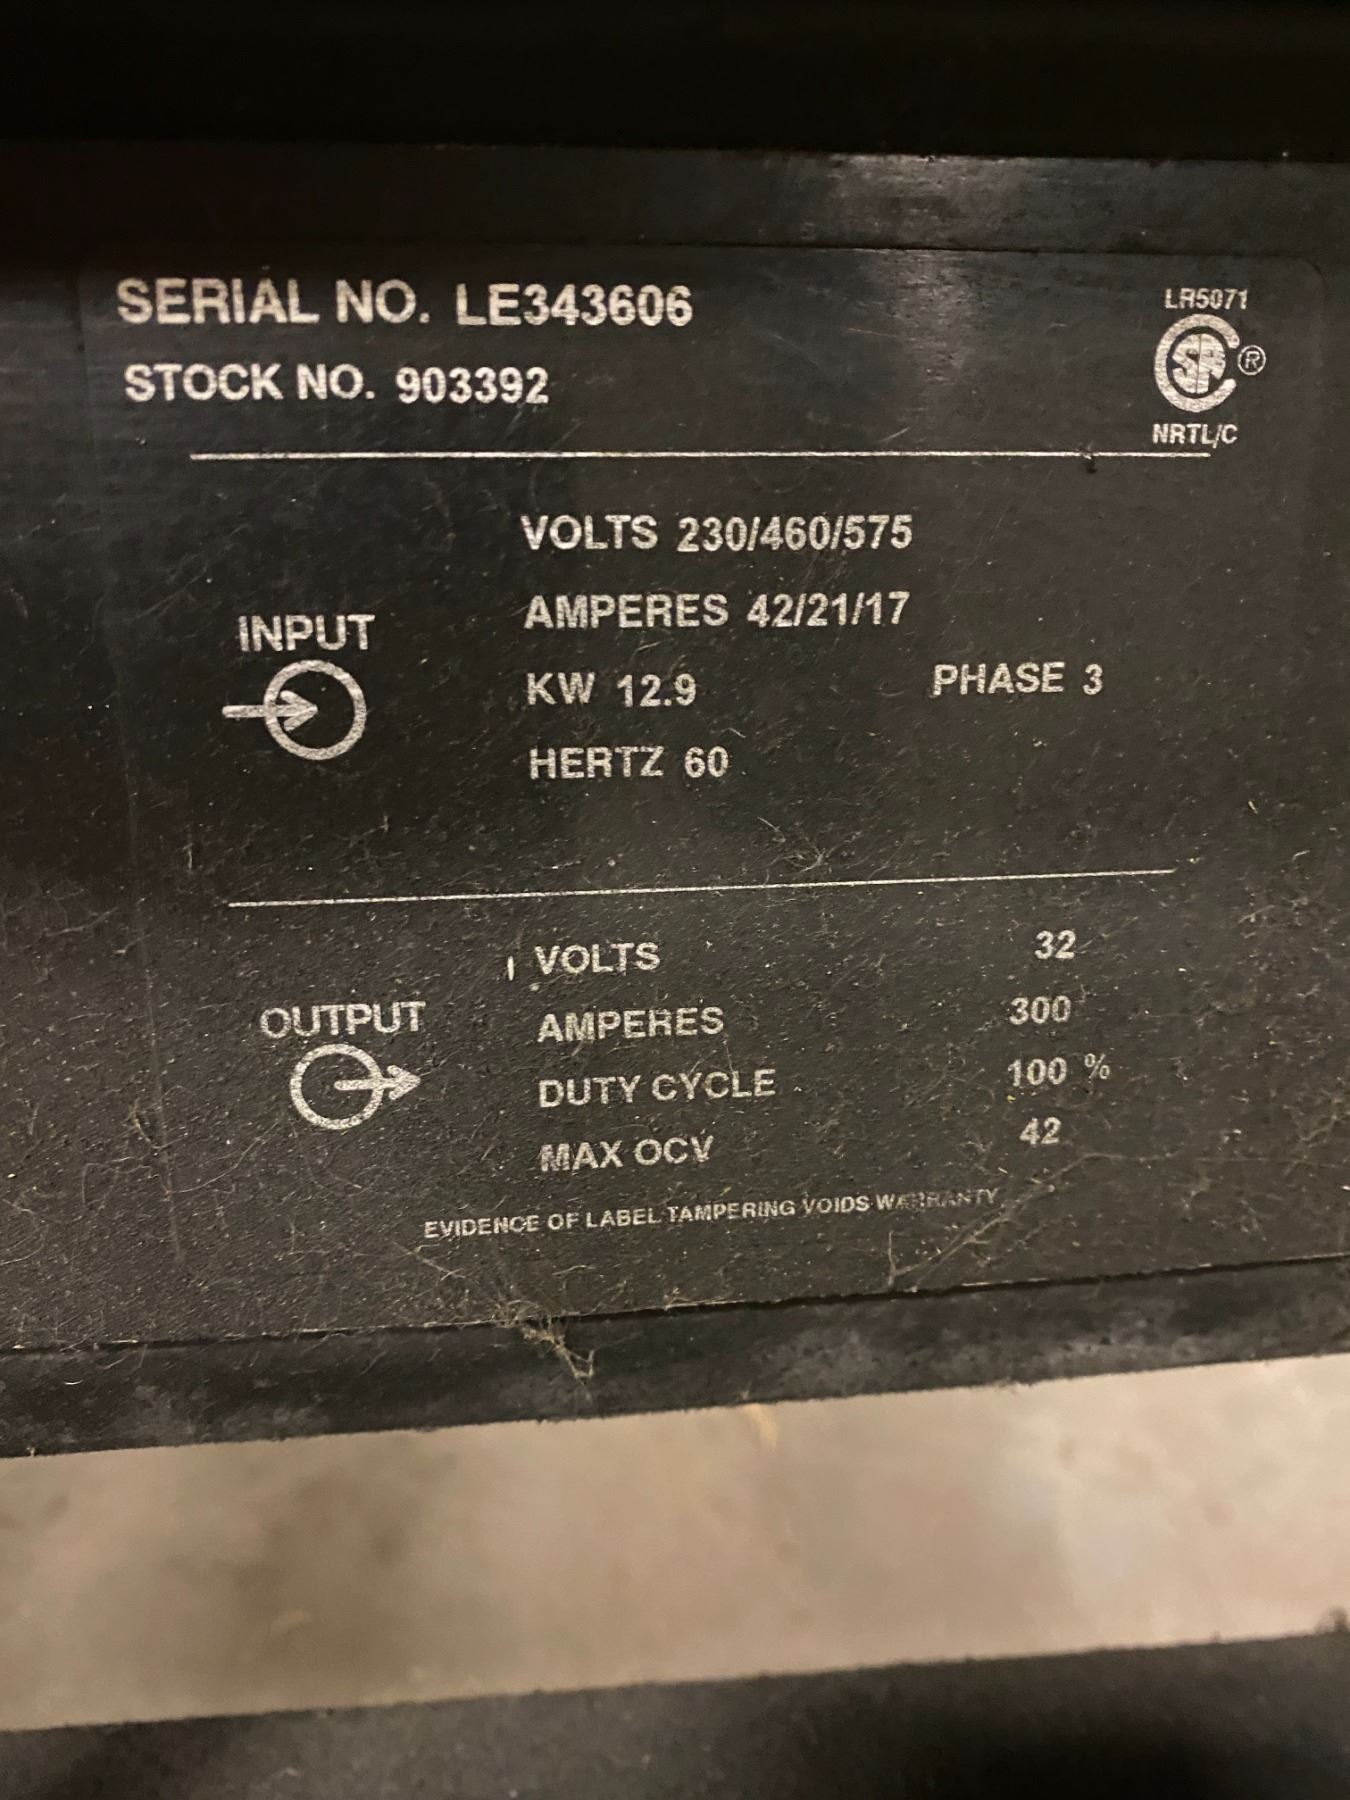 SERIAL NO. LE343606
STOCK NO. 903392
LR5071
SA®
NRTL/C
INPUT
VOLTS 230/460/575
AMPERES 42/21/17
KW 12.9 PHASE 3
HERTZ 60
OUTPUT
VOLTS 32
AMPERES 300
DUTY CYCLE 100 %
MAX OCV 42
EVIDENCE OF LABEL TAMPERING VOIDS WARRANTY